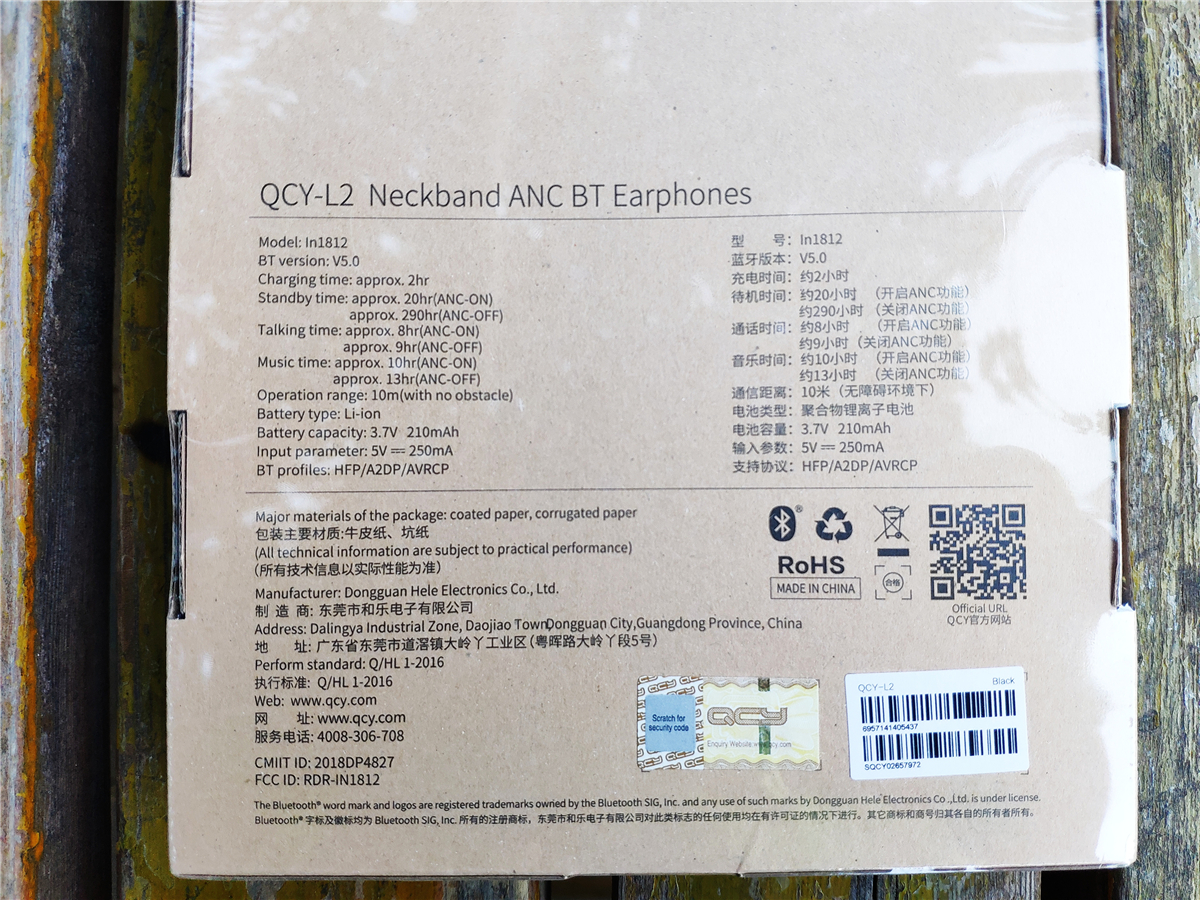 QCY-L2 Neckband ANC BT Earphones
Model: In1812
BT version: V5.0
Charging time: approx. 2hr
Standby time: approx. 20hr(ANC-ON)
approx. 290hr(ANC-OFF)
Talking time: approx. 8hr(ANC-ON)
approx. 9hr(ANC-OFF)
Music time: approx. 10hr(ANC-ON)
approx. 13hr(ANC-OFF)
Operation range: 10m(with no obstacle)
Battery type: Li-ion
Battery capacity: 3.7V 210mAh
Input parameter: 5V⎓250mA
BT profiles: HFP/A2DP/AVRCP
型 号: In1812
蓝牙版本: V5.0
充电时间: 约2小时
待机时间: 约20小时 （开启ANC功能）
约290小时 （关闭ANC功能）
通话时间: 约8小时 （开启ANC功能）
约9小时（关闭ANC功能）
音乐时间: 约10小时 （开启ANC功能）
约13小时 （关闭ANC功能）
通信距离: 10米（无障碍环境下）
电池类型: 聚合物锂离子电池
电池容量: 3.7V 210mAh
输入参数: 5V⎓250mA
支持协议: HFP/A2DP/AVRCP
Major materials of the package: coated paper, corrugated paper
包装主要材质:牛皮纸、坑纸
(All technical information are subject to practical performance)
（所有技术信息以实际性能为准）
Manufacturer: Dongguan Hele Electronics Co., Ltd.
制 造 商: 东莞市和乐电子有限公司
Address: Dalingya Industrial Zone, Daojiao Town,Dongguan City,Guangdong Province, China
地 址: 广东省东莞市道滘镇大岭丫工业区（粤晖路大岭丫段5号）
Perform standard: Q/HL 1-2016
执行标准: Q/HL 1-2016
Web: www.qcy.com
网 址: www.qcy.com
服务电话: 4008-306-708
CMIIT ID: 2018DP4827
FCC ID: RDR-IN1812
®
RoHS
MADE IN CHINA
合格
Official URL
QCY官方网站
Scratch for
security code
QCY
Enquiry Website:www.qcy.com
QCY-L2 Black
6957141405437
SQCY02657972
The Bluetooth® word mark and logos are registered trademarks owned by the Bluetooth SIG, Inc. and any use of such marks by Dongguan Hele Electronics Co.,Ltd. is under license.
Bluetooth® 字标及徽标均为 Bluetooth SIG, Inc. 所有的注册商标，东莞市和乐电子有限公司对此类标志的任何使用均在有许可证的情况下进行。其它商标和商号归其各自的所有者所有。